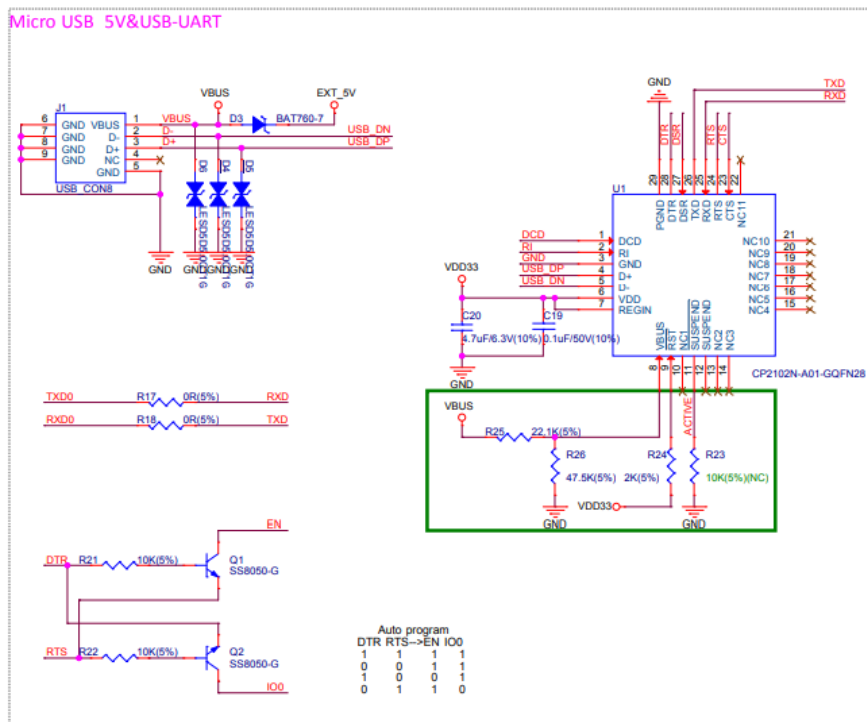 Micro USB 5V&USB-UART
VBUS
EXT_5V
J1
VBUS
D3
BAT760-7
6 GND VBUS 1
7 GND D- 2 D- USB_DN
8 GND D+ 3 D+ USB_DP
9 GND NC 4
GND 5
USB_CON8
D6
D4
D5
LESD5D5.0CT1G
LESD5D5.0CT1G
LESD5D5.0CT1G
GND
GND
GND
GND
GND
TXD
RXD
DTR
DSR
RTS
CTS
U1
29 28 27 26 25 24 23 22
PGND DTR DSR TXD RXD RTS CTS NC11
DCD 1 DCD
RI 2 RI
GND 3 GND
USB_DP 4 D+
USB_DN 5 D-
6 VDD
7 REGIN
NC10 21
NC9 20
NC8 19
NC7 18
NC6 17
NC5 16
NC4 15
VBUS RST NC1 SUSPEND SUSPEND NC2 NC3
8 9 10 11 12 13 14
CP2102N-A01-GQFN28
VDD33
C20
4.7uF/6.3V(10%)
C19
0.1uF/50V(10%)
GND
TXD0 R17 0R(5%) RXD
RXD0 R18 0R(5%) TXD
VBUS
ACTIVE
R25 22.1K(5%)
R26
47.5K(5%)
R24
2K(5%)
R23
10K(5%)(NC)
VDD33
GND
GND
EN
DTR R21 10K(5%)
Q1
SS8050-G
RTS R22 10K(5%)
Q2
SS8050-G
IO0
Auto program
DTR RTS-->EN IO0
1 1 1 1
0 0 1 1
1 0 0 1
0 1 1 0